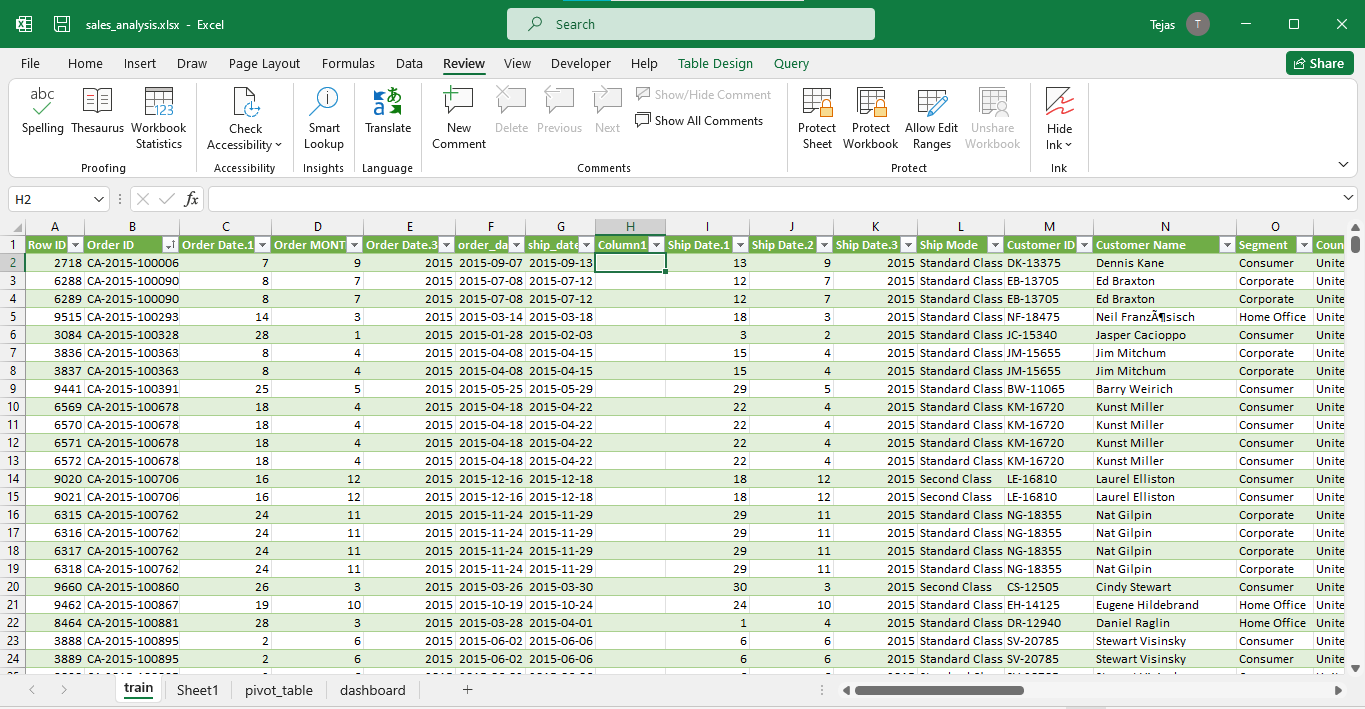 sales_analysis.xlsx - Excel Search Tejas T
File Home Insert Draw Page Layout Formulas Data Review View Developer Help Table Design Query Share
abc Spelling Thesaurus 123 Workbook Statistics Check Accessibility Smart Lookup Translate New Comment Delete Previous Next Show/Hide Comment Show All Comments Protect Sheet Protect Workbook Allow Edit Ranges Unshare Workbook Hide Ink
Proofing Accessibility Insights Language Comments Protect Ink
H2 fx
A B C D E F G H I J K L M N O
1 Row ID Order ID Order Date.1 Order MONT Order Date.3 order_da ship_date Column1 Ship Date.1 Ship Date.2 Ship Date.3 Ship Mode Customer ID Customer Name Segment Coun
2 2718 CA-2015-100006 7 9 2015 2015-09-07 2015-09-13 13 9 2015 Standard Class DK-13375 Dennis Kane Consumer Unite
3 6288 CA-2015-100090 8 7 2015 2015-07-08 2015-07-12 12 7 2015 Standard Class EB-13705 Ed Braxton Corporate Unite
4 6289 CA-2015-100090 8 7 2015 2015-07-08 2015-07-12 12 7 2015 Standard Class EB-13705 Ed Braxton Corporate Unite
5 9515 CA-2015-100293 14 3 2015 2015-03-14 2015-03-18 18 3 2015 Standard Class NF-18475 Neil FranzÃ¶sisch Home Office Unite
6 3084 CA-2015-100328 28 1 2015 2015-01-28 2015-02-03 3 2 2015 Standard Class JC-15340 Jasper Cacioppo Consumer Unite
7 3836 CA-2015-100363 8 4 2015 2015-04-08 2015-04-15 15 4 2015 Standard Class JM-15655 Jim Mitchum Corporate Unite
8 3837 CA-2015-100363 8 4 2015 2015-04-08 2015-04-15 15 4 2015 Standard Class JM-15655 Jim Mitchum Corporate Unite
9 9441 CA-2015-100391 25 5 2015 2015-05-25 2015-05-29 29 5 2015 Standard Class BW-11065 Barry Weirich Consumer Unite
10 6569 CA-2015-100678 18 4 2015 2015-04-18 2015-04-22 22 4 2015 Standard Class KM-16720 Kunst Miller Consumer Unite
11 6570 CA-2015-100678 18 4 2015 2015-04-18 2015-04-22 22 4 2015 Standard Class KM-16720 Kunst Miller Consumer Unite
12 6571 CA-2015-100678 18 4 2015 2015-04-18 2015-04-22 22 4 2015 Standard Class KM-16720 Kunst Miller Consumer Unite
13 6572 CA-2015-100678 18 4 2015 2015-04-18 2015-04-22 22 4 2015 Standard Class KM-16720 Kunst Miller Consumer Unite
14 9020 CA-2015-100706 16 12 2015 2015-12-16 2015-12-18 18 12 2015 Second Class LE-16810 Laurel Elliston Consumer Unite
15 9021 CA-2015-100706 16 12 2015 2015-12-16 2015-12-18 18 12 2015 Second Class LE-16810 Laurel Elliston Consumer Unite
16 6315 CA-2015-100762 24 11 2015 2015-11-24 2015-11-29 29 11 2015 Standard Class NG-18355 Nat Gilpin Corporate Unite
17 6316 CA-2015-100762 24 11 2015 2015-11-24 2015-11-29 29 11 2015 Standard Class NG-18355 Nat Gilpin Corporate Unite
18 6317 CA-2015-100762 24 11 2015 2015-11-24 2015-11-29 29 11 2015 Standard Class NG-18355 Nat Gilpin Corporate Unite
19 6318 CA-2015-100762 24 11 2015 2015-11-24 2015-11-29 29 11 2015 Standard Class NG-18355 Nat Gilpin Corporate Unite
20 9660 CA-2015-100860 26 3 2015 2015-03-26 2015-03-30 30 3 2015 Second Class CS-12505 Cindy Stewart Consumer Unite
21 9462 CA-2015-100867 19 10 2015 2015-10-19 2015-10-24 24 10 2015 Standard Class EH-14125 Eugene Hildebrand Home Office Unite
22 8464 CA-2015-100881 28 3 2015 2015-03-28 2015-04-01 1 4 2015 Standard Class DR-12940 Daniel Raglin Home Office Unite
23 3888 CA-2015-100895 2 6 2015 2015-06-02 2015-06-06 6 6 2015 Standard Class SV-20785 Stewart Visinsky Consumer Unite
24 3889 CA-2015-100895 2 6 2015 2015-06-02 2015-06-06 6 6 2015 Standard Class SV-20785 Stewart Visinsky Consumer Unite
train Sheet1 pivot_table dashboard +